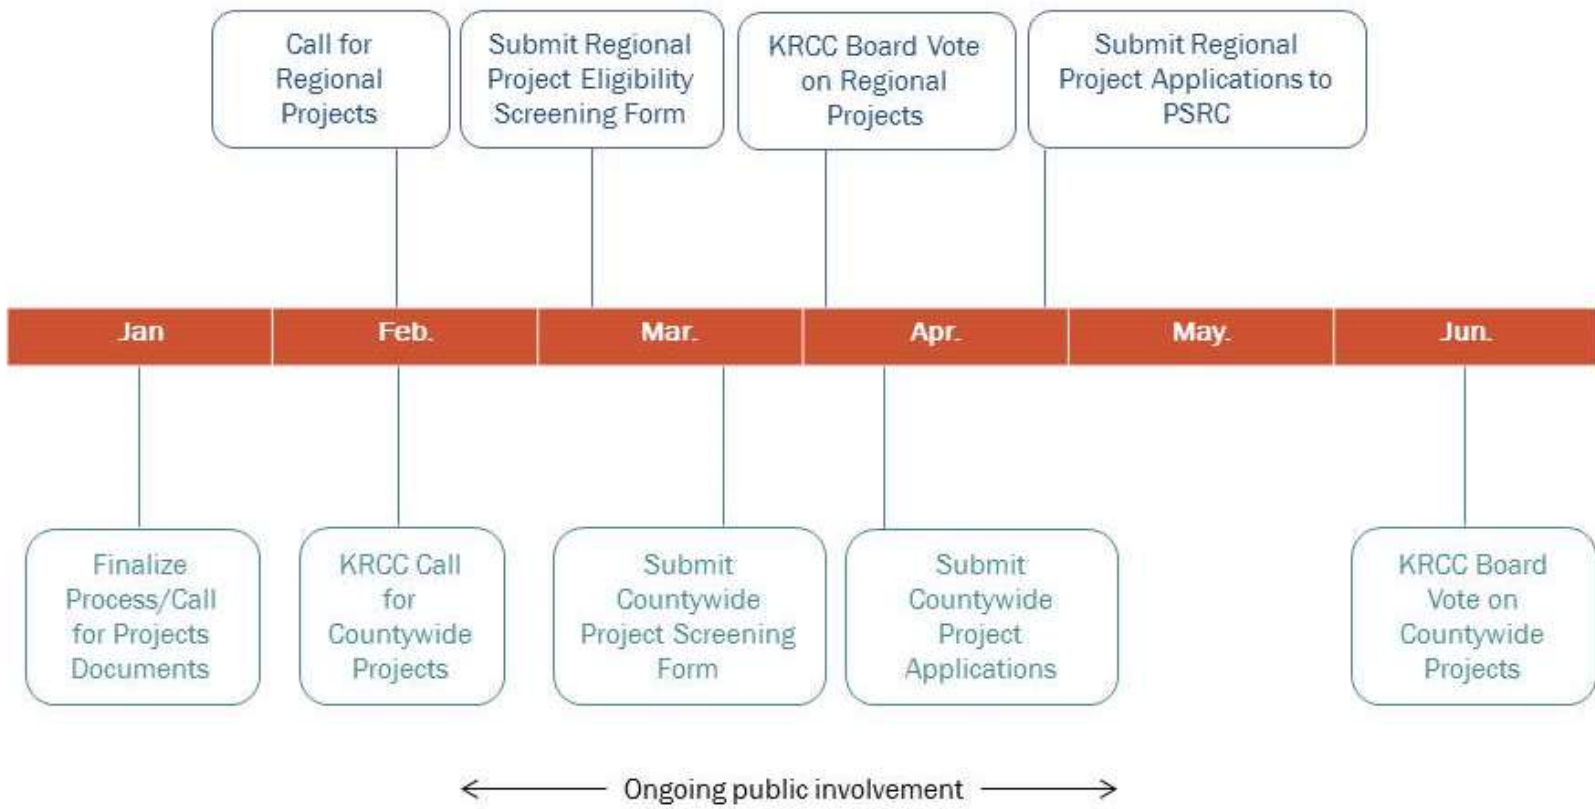 Call for
Regional
Projects
Submit Regional
Project Eligibility
Screening Form
KRCC Board Vote
on Regional
Projects
Submit Regional
Project Applications to
PSRC
Jan
Feb.
Mar.
Apr.
May.
Jun.
Finalize
Process/Call
for Projects
Documents
KRCC Call
for
Countywide
Projects
Submit
Countywide
Project Screening
Form
Submit
Countywide
Project
Applications
KRCC Board
Vote on
Countywide
Projects
Ongoing public involvement